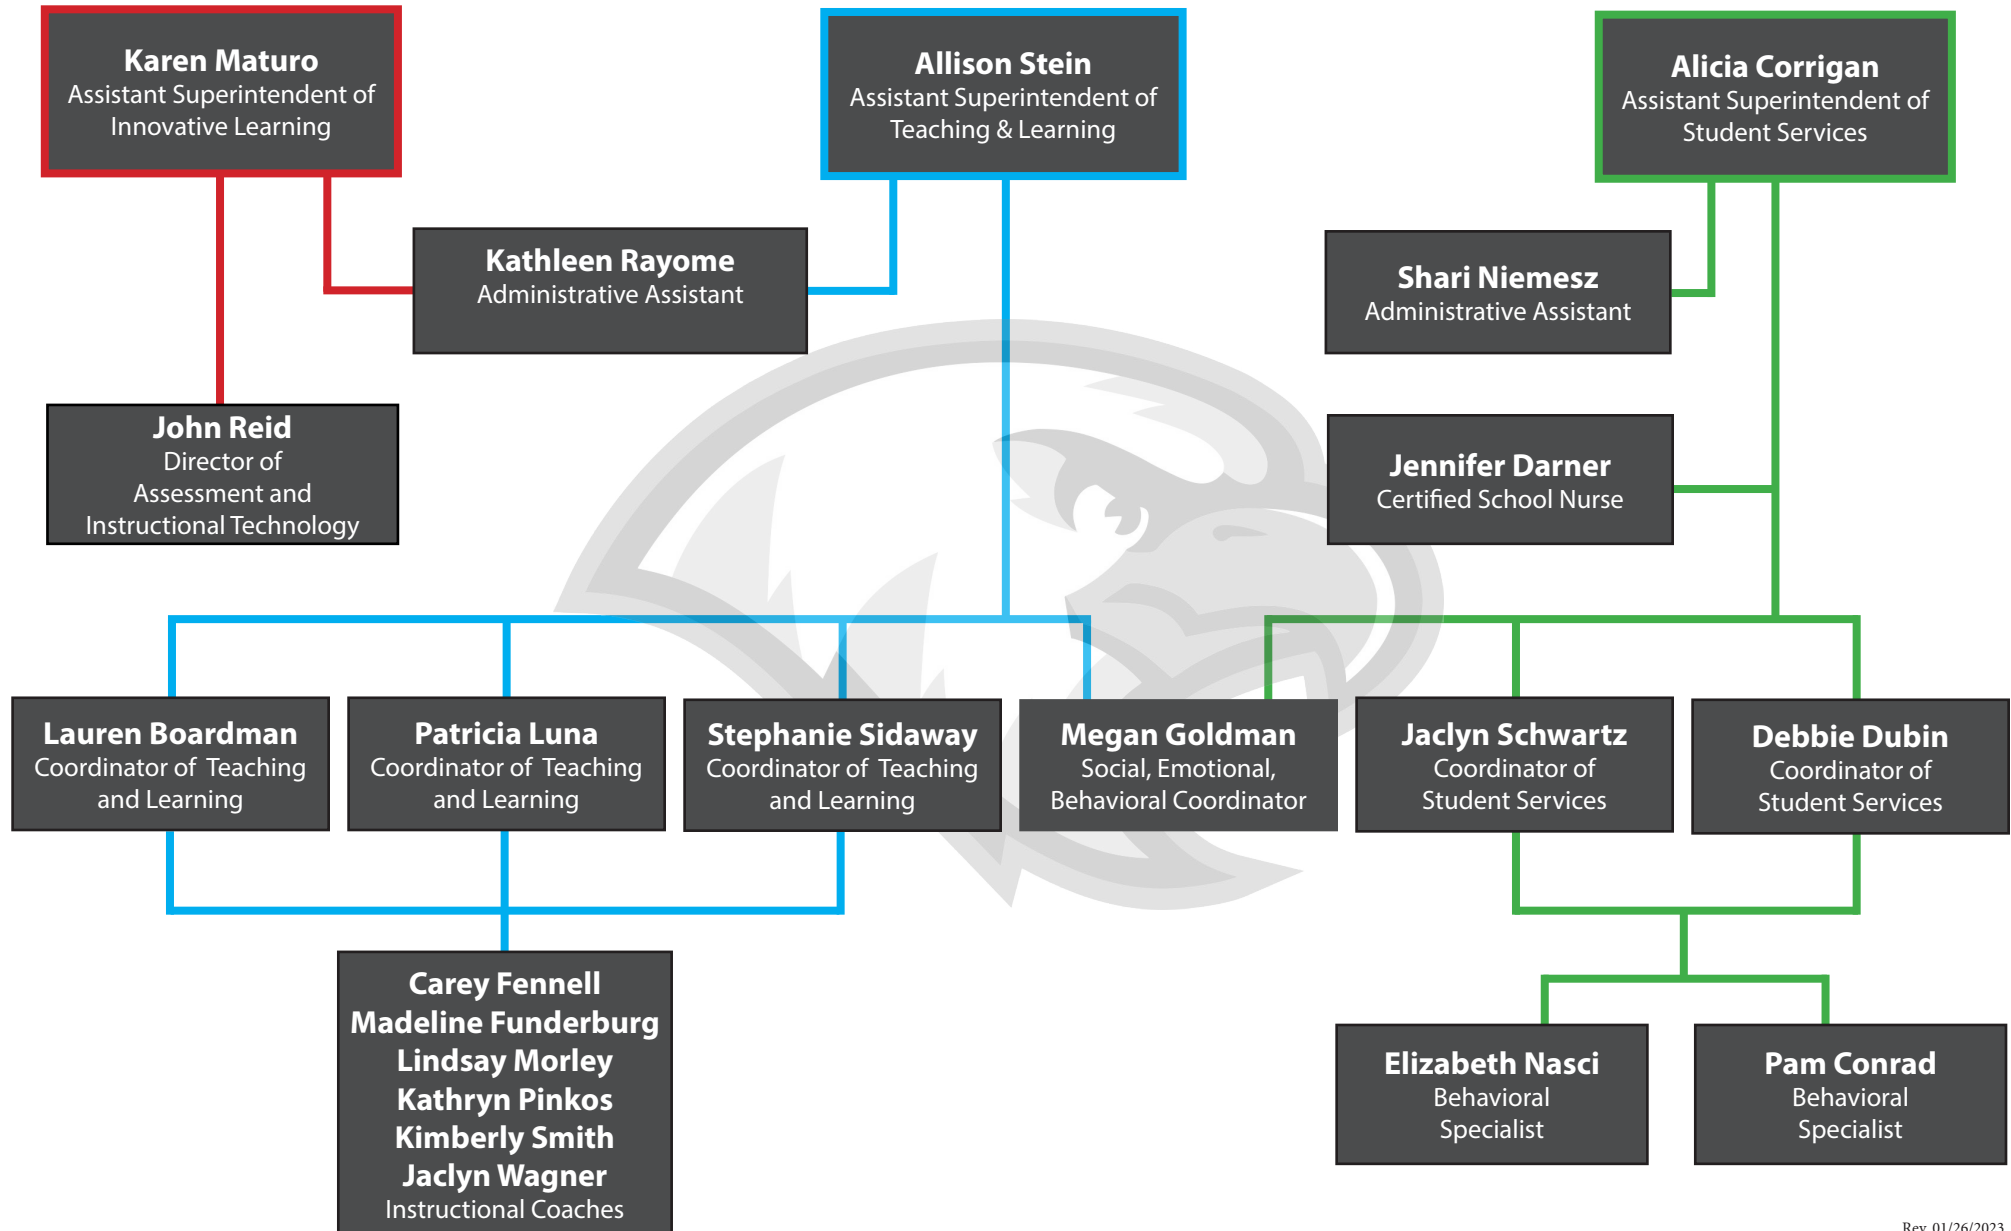 Karen Maturo
Assistant Superintendent of
Innovative Learning
Allison Stein
Assistant Superintendent of
Teaching & Learning
Alicia Corrigan
Assistant Superintendent of
Student Services
Kathleen Rayome
Administrative Assistant
Shari Niemesz
Administrative Assistant
John Reid
Director of
Assessment and
Instructional Technology
Jennifer Darner
Certified School Nurse
Lauren Boardman
Coordinator of Teaching
and Learning
Patricia Luna
Coordinator of Teaching
and Learning
Stephanie Sidaway
Coordinator of Teaching
and Learning
Megan Goldman
Social, Emotional,
Behavioral Coordinator
Jaclyn Schwartz
Coordinator of
Student Services
Debbie Dubin
Coordinator of
Student Services
Carey Fennell
Madeline Funderburg
Lindsay Morley
Kathryn Pinkos
Kimberly Smith
Jaclyn Wagner
Instructional Coaches
Elizabeth Nasci
Behavioral
Specialist
Pam Conrad
Behavioral
Specialist
Rev. 01/26/2023